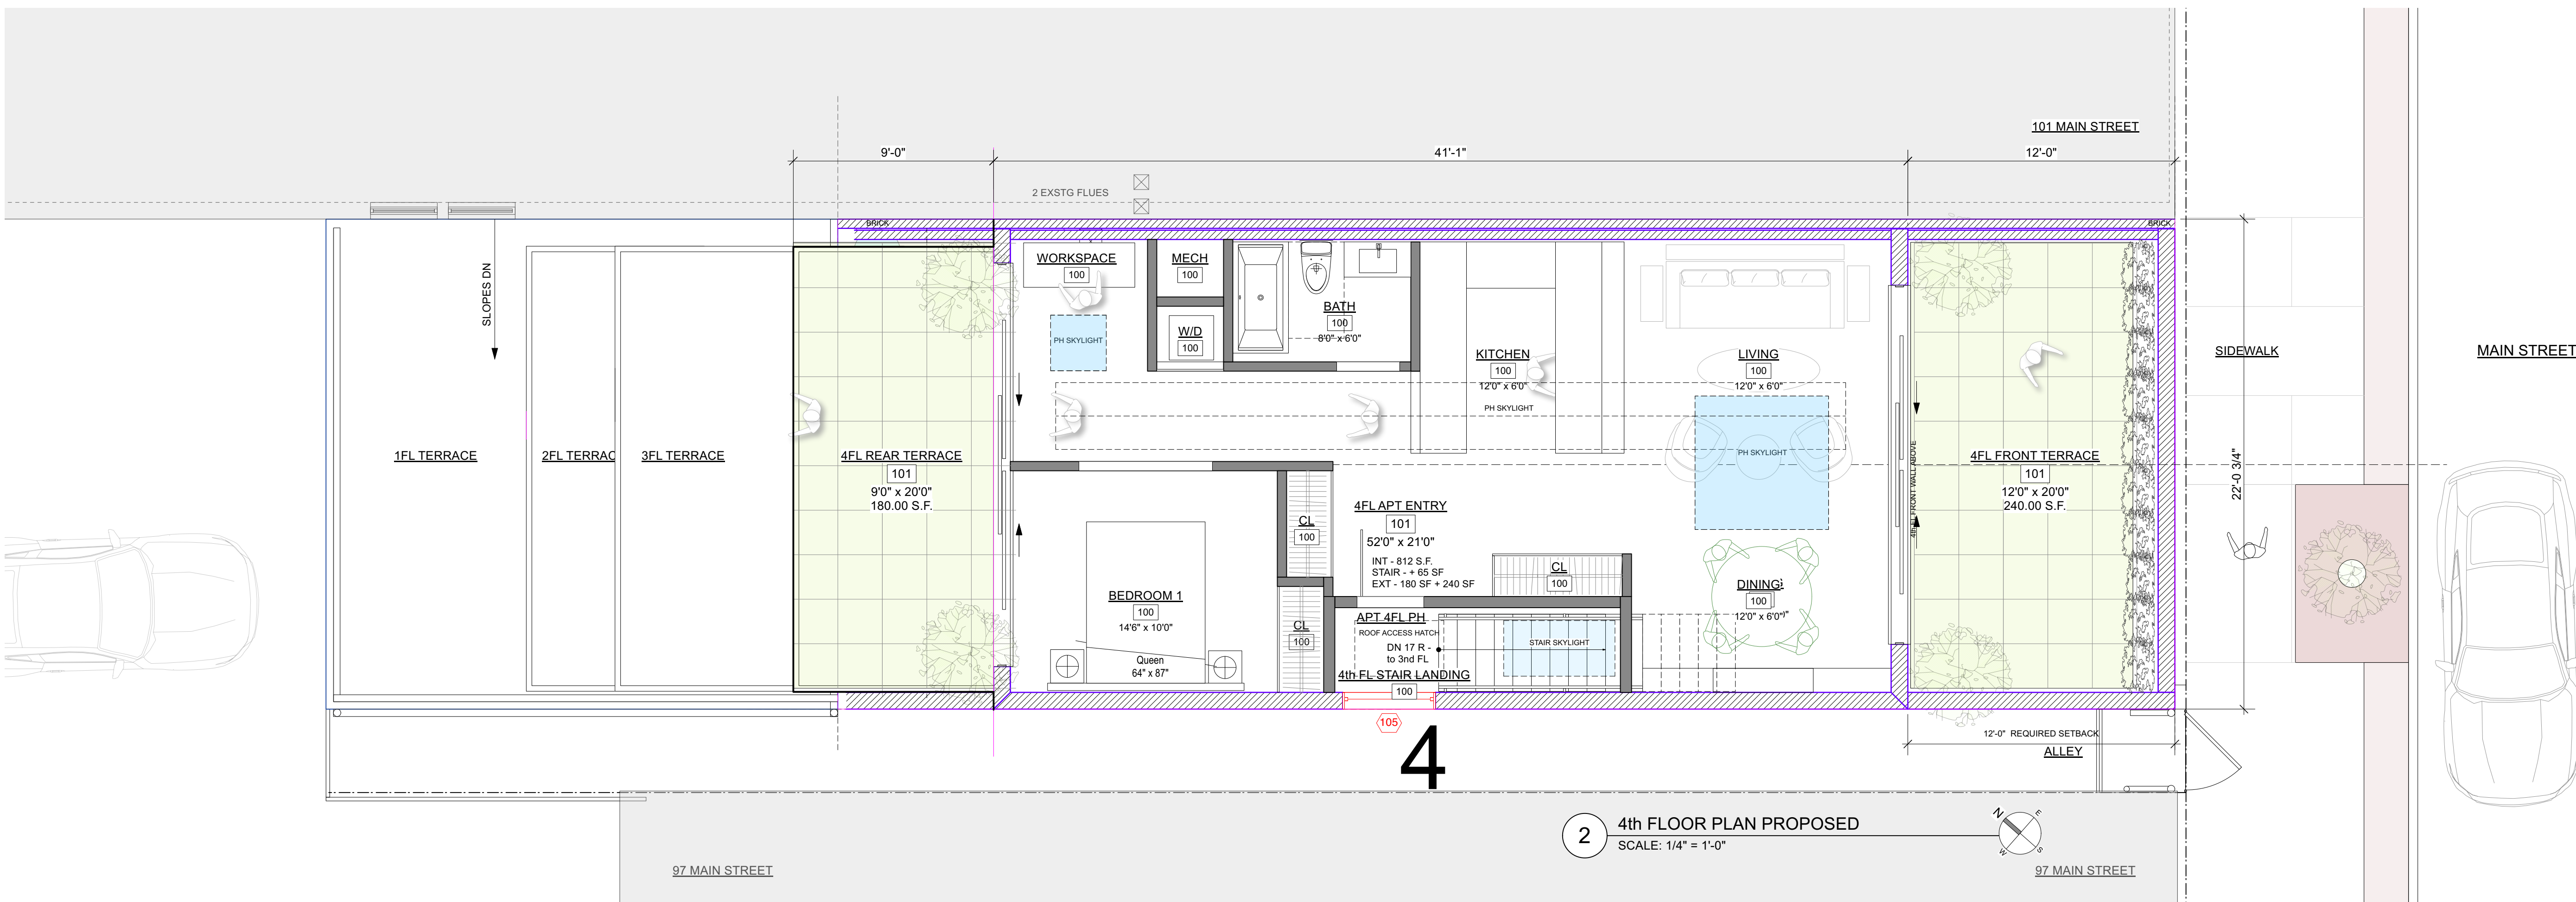 101 MAIN STREET
9'-0"
41'-1"
12'-0"
2 EXSTG FLUES
BRICK
BRICK
SLOPES DN
WORKSPACE
100
MECH
100
W/D
100
BATH
100
8'0" x 6'0"
PH SKYLIGHT
KITCHEN
100
12'0" x 6'0"
PH SKYLIGHT
LIVING
100
12'0" x 6'0"
PH SKYLIGHT
SIDEWALK
MAIN STREET
1FL TERRACE
2FL TERRAC
3FL TERRACE
4FL REAR TERRACE
101
9'0" x 20'0"
180.00 S.F.
4FL FRONT TERRACE
101
12'0" x 20'0"
240.00 S.F.
22'-0 3/4"
FRONT WALL ABOVE
CL
100
4FL APT ENTRY
101
52'0" x 21'0"
INT - 812 S.F.
STAIR - + 65 SF
EXT - 180 SF + 240 SF
CL
100
BEDROOM 1
100
14'6" x 10'0"
Queen
64" x 87"
CL
100
DINING
100
12'0" x 6'0"
APT 4FL PH
ROOF ACCESS HATCH
DN 17 R -
to 3nd FL
STAIR SKYLIGHT
4th FL STAIR LANDING
100
105
4
12'-0" REQUIRED SETBACK
ALLEY
2
4th FLOOR PLAN PROPOSED
SCALE: 1/4" = 1'-0"
N
E
S
W
97 MAIN STREET
97 MAIN STREET